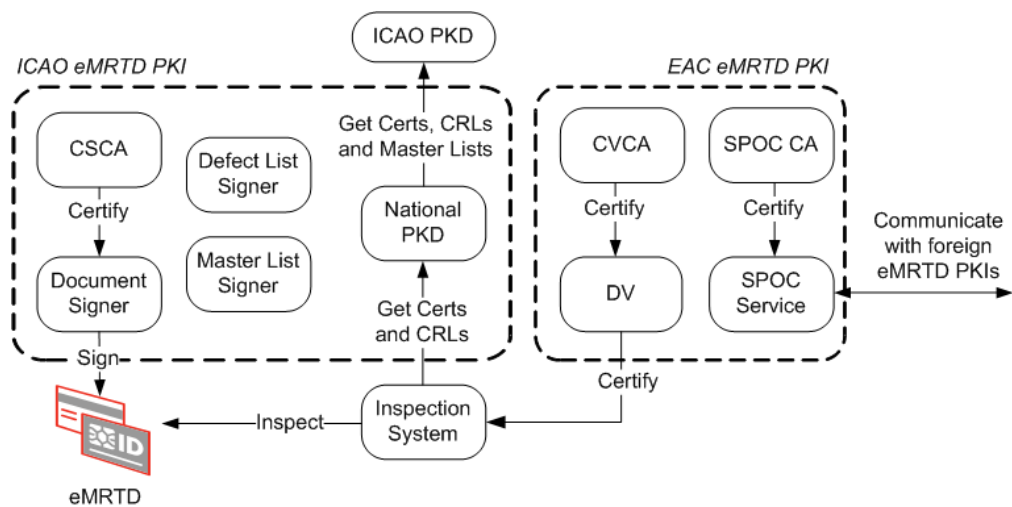 ICAO PKD
ICAO eMRTD PKI
EAC eMRTD PKI
CSCA
Defect List
Signer
Get Certs, CRLs
and Master Lists
CVCA
SPOC CA
Certify
National
PKD
Certify
Certify
Communicate
with foreign
eMRTD PKIs
Document
Signer
Master List
Signer
DV
SPOC
Service
Get Certs
and CRLs
Sign
Certify
Inspect
Inspection
System
ID
eMRTD